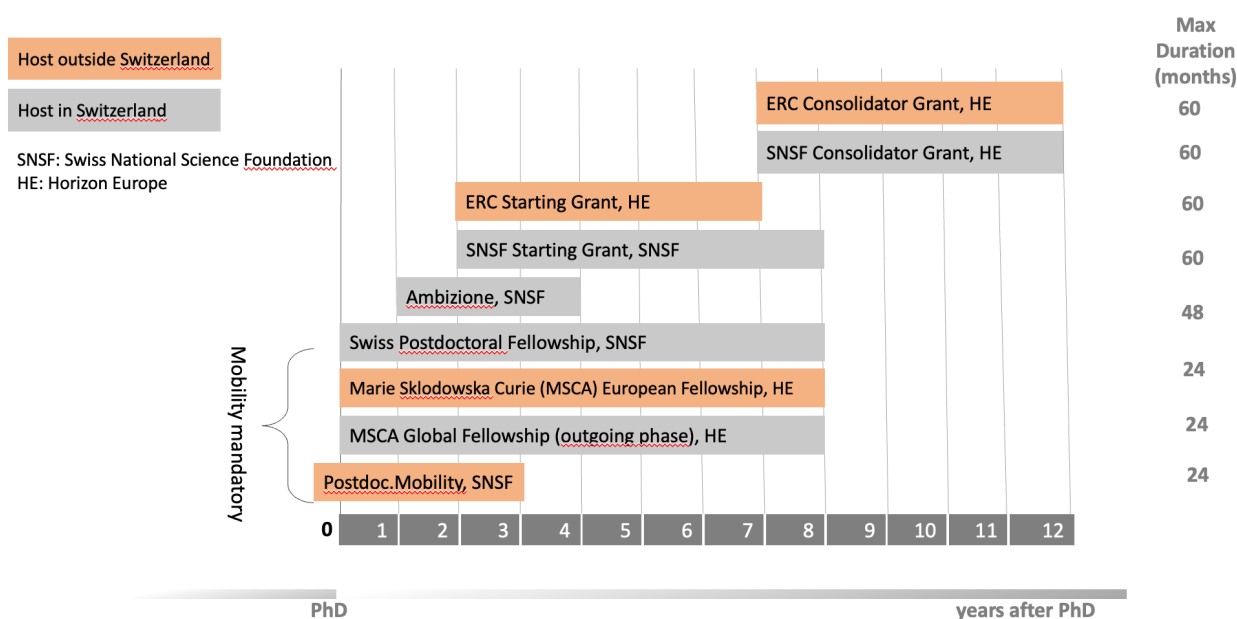 Max
Duration
(months)
Host outside Switzerland
Host in Switzerland
SNSF: Swiss National Science Foundation
HE: Horizon Europe
ERC Consolidator Grant, HE
60
SNSF Consolidator Grant, HE
60
ERC Starting Grant, HE
60
SNSF Starting Grant, SNSF
60
Ambizione, SNSF
48
Mobility mandatory
Swiss Postdoctoral Fellowship, SNSF
24
Marie Sklodowska Curie (MSCA) European Fellowship, HE
24
MSCA Global Fellowship (outgoing phase), HE
24
Postdoc.Mobility, SNSF
0 1 2 3 4 5 6 7 8 9 10 11 12
PhD
years after PhD